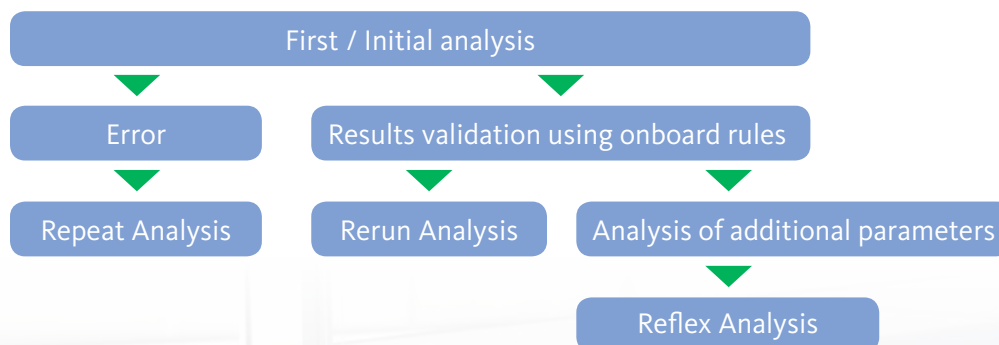 First / Initial analysis
Error
Results validation using onboard rules
Repeat Analysis
Rerun Analysis
Analysis of additional parameters
Reflex Analysis